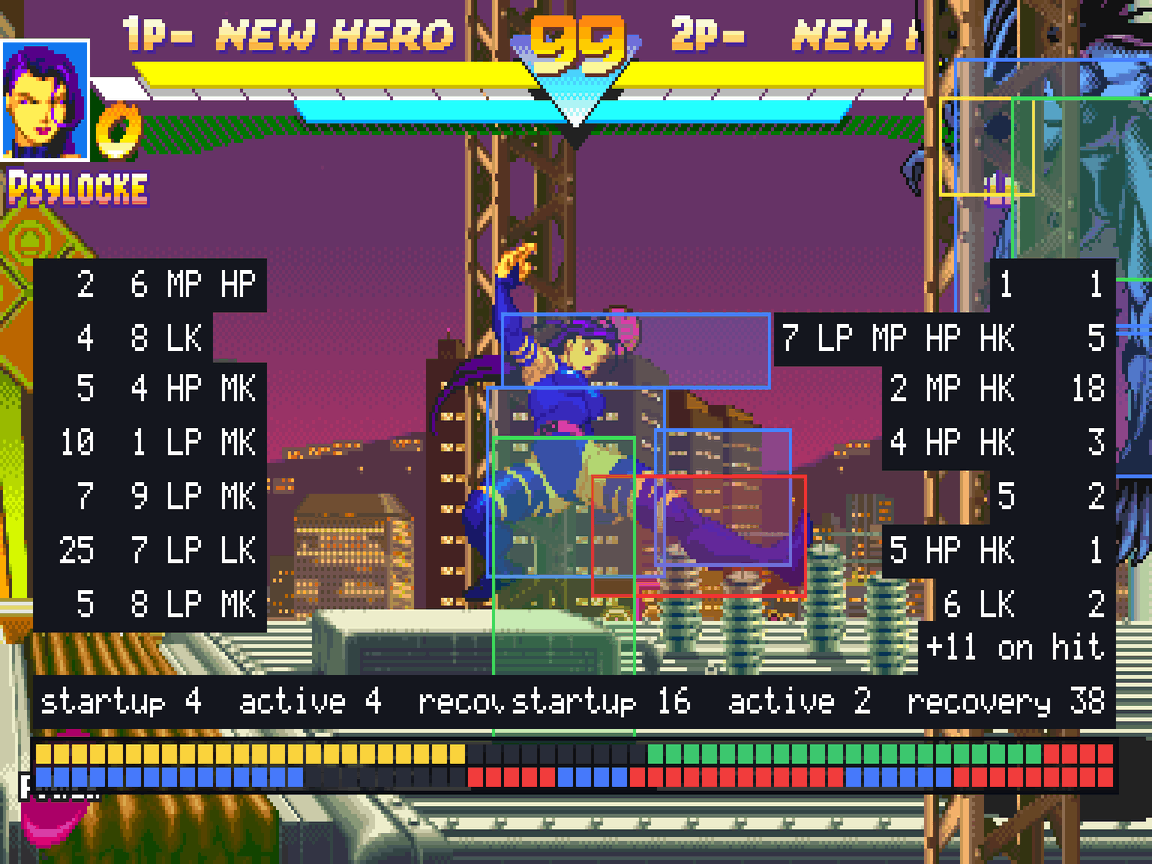 1P- NEW HERO 99 2P- NEW
0
PSYLOCKE
2 6 MP HP
4 8 LK
5 4 HP MK
10 1 LP MK
7 9 LP MK
25 7 LP LK
5 8 LP MK
1 1
7 LP MP HP HK 5
2 MP HK 18
4 HP HK 3
5 2
5 HP HK 1
6 LK 2
+11 on hit
startup 4 active 4 recov
startup 16 active 2 recovery 38